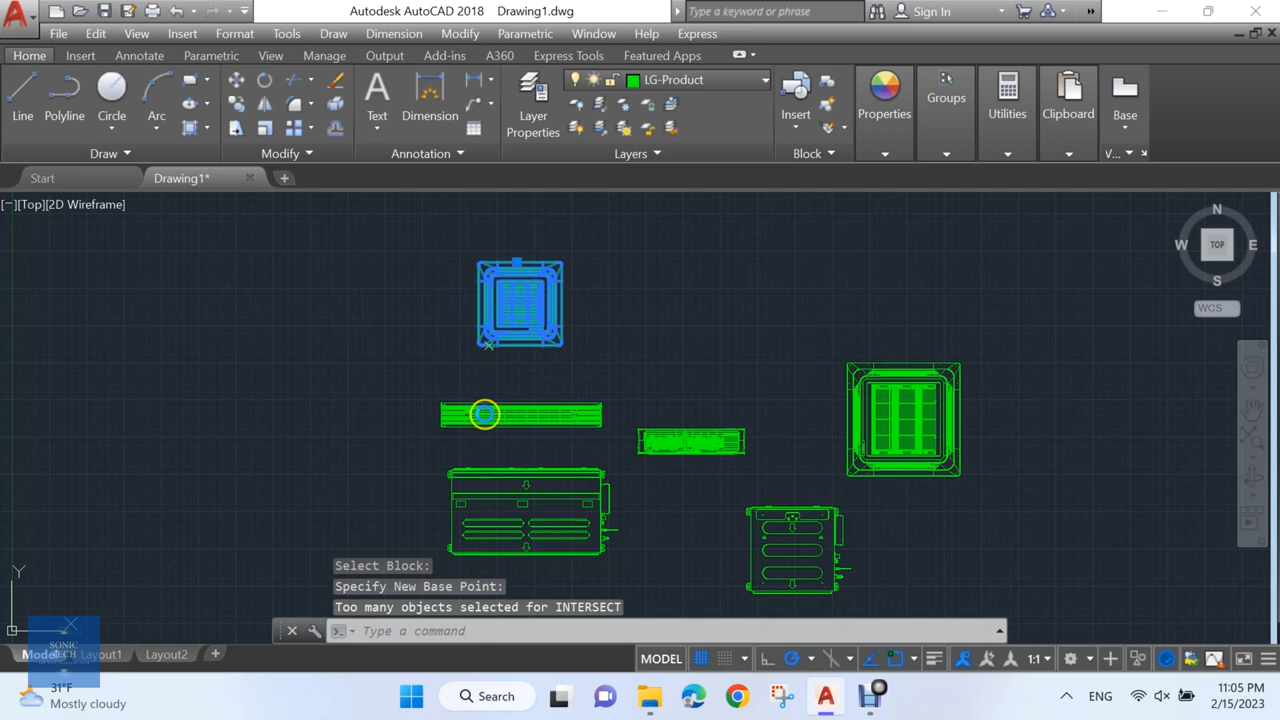 Autodesk AutoCAD 2018 Drawing1.dwg
Type a keyword or phrase
Sign In
File Edit View Insert Format Tools Draw Dimension Modify Parametric Window Help Express
Home Insert Annotate Parametric View Manage Output Add-ins A360 Express Tools Featured Apps
LG-Product
Line Polyline Circle Arc Text Dimension Layer Properties Insert Properties Groups Utilities Clipboard Base
Draw Modify Annotation Layers Block V...
Start Drawing1*
[−][Top][2D Wireframe]
N
W TOP E
S
WCS
Select Block:
Specify New Base Point:
Too many objects selected for INTERSECT
Y
Type a command
X
SONIC
TECH
Model Layout1 Layout2
MODEL 1:1
31°F
Mostly cloudy
Search
ENG
11:05 PM
2/15/2023